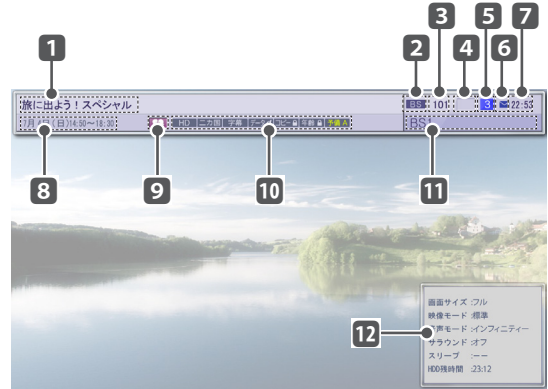 1
2
3
4
5
6
7
旅に出よう!スペシャル
BS 101 3 22:53
7月 (日)14:50～18:30
HD 二カ国 字幕 データ コピー 年齢 予備 A
BS
8
9
10
11
12
画面サイズ :フル
映像モード :標準
音声モード :インフィニティー
サラウンド :オフ
スリープ :ーー
HDD残時間 :23:12